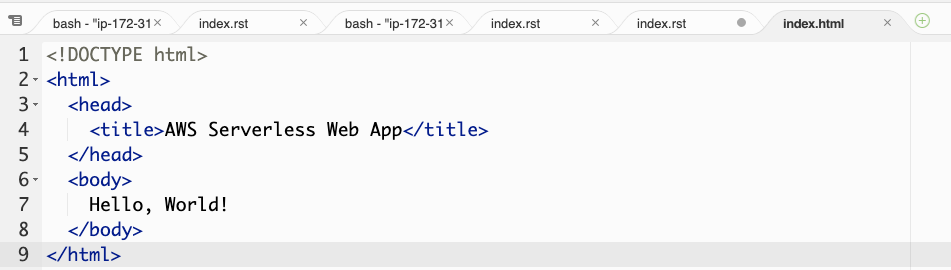 bash - "ip-172-31 index.rst bash - "ip-172-31 index.rst index.rst index.html
1 <!DOCTYPE html>
2 <html>
3 <head>
4 <title>AWS Serverless Web App</title>
5 </head>
6 <body>
7 Hello, World!
8 </body>
9 </html>